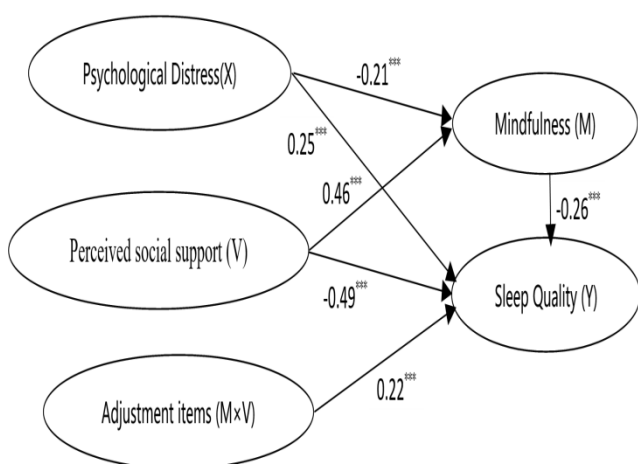 Psychological Distress(X)
-0.21***
Mindfulness (M)
0.25***
0.46***
-0.26***
Perceived social support (V)
-0.49***
Sleep Quality (Y)
0.22***
Adjustment items (M×V)